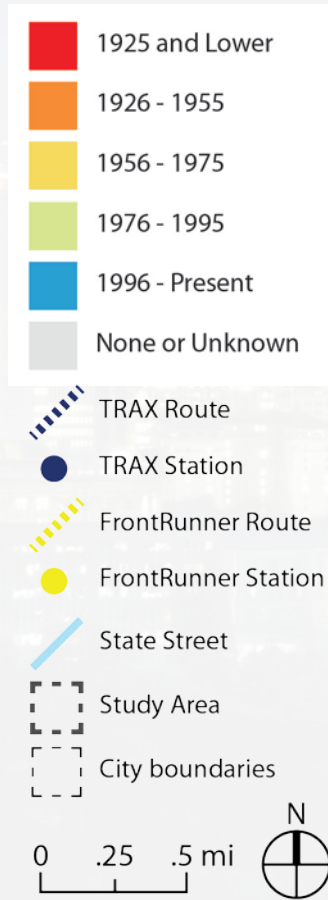 1925 and Lower
1926 - 1955
1956 - 1975
1976 - 1995
1996 - Present
None or Unknown
TRAX Route
TRAX Station
FrontRunner Route
FrontRunner Station
State Street
Study Area
City boundaries
N
0 .25 .5 mi